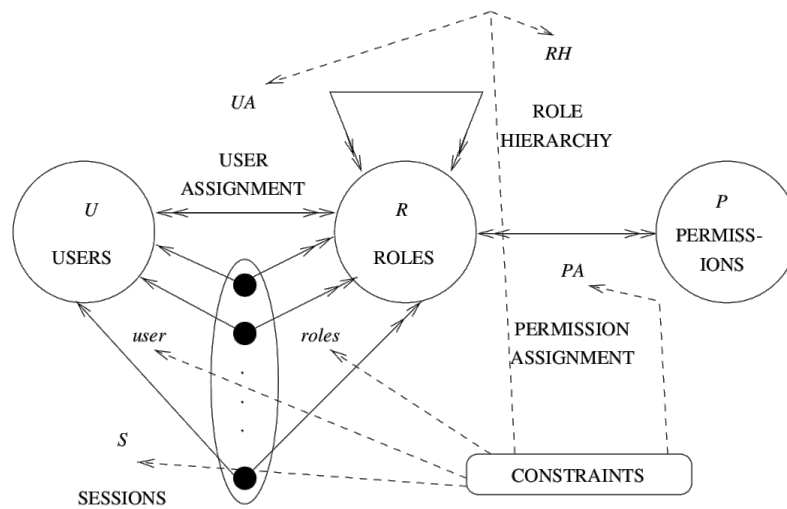 RH
UA
ROLE
HIERARCHY
USER
ASSIGNMENT
U
USERS
R
ROLES
P
PERMISS-
IONS
PA
user
roles
PERMISSION
ASSIGNMENT
S
SESSIONS
CONSTRAINTS